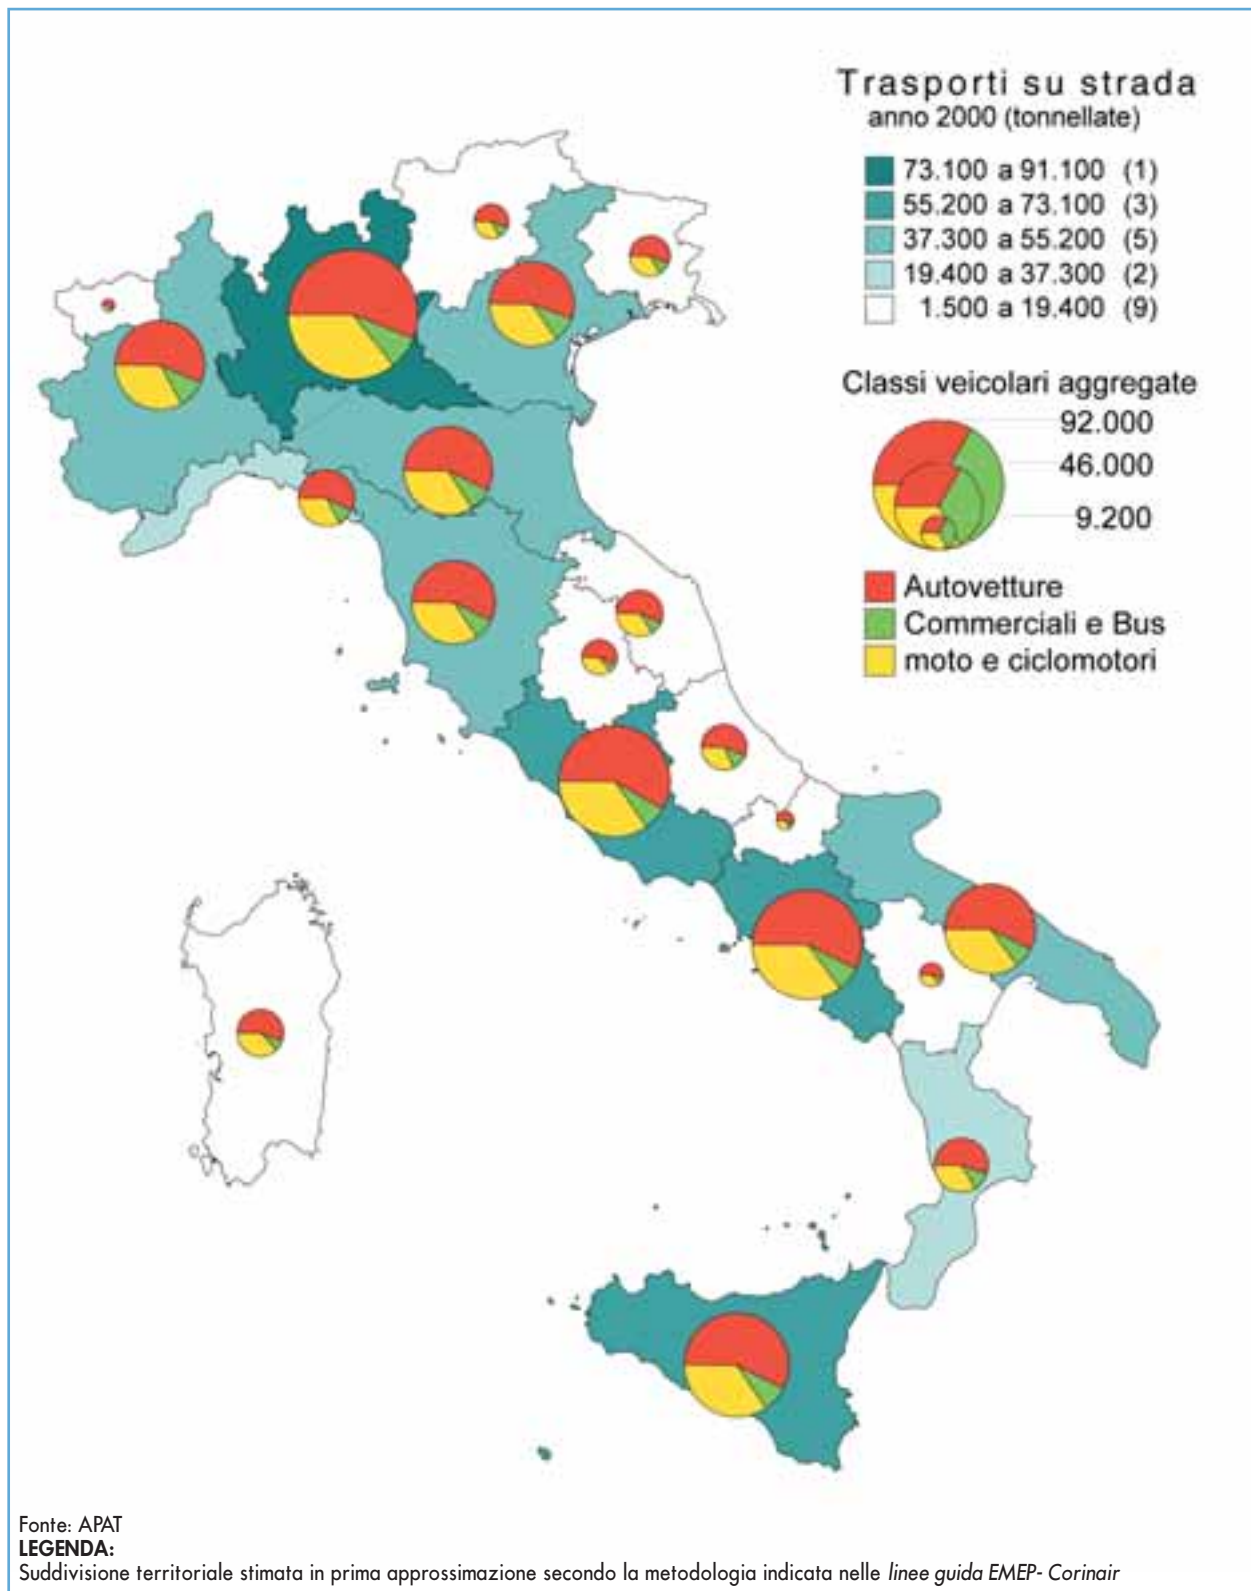 Trasporti su strada
anno 2000 (tonnellate)
73.100 a 91.100 (1)
55.200 a 73.100 (3)
37.300 a 55.200 (5)
19.400 a 37.300 (2)
1.500 a 19.400 (9)
Classi veicolari aggregate
92.000
46.000
9.200
Autovetture
Commerciali e Bus
moto e ciclomotori
Fonte: APAT
LEGENDA:
Suddivisione territoriale stimata in prima approssimazione secondo la metodologia indicata nelle linee guida EMEP- Corinair